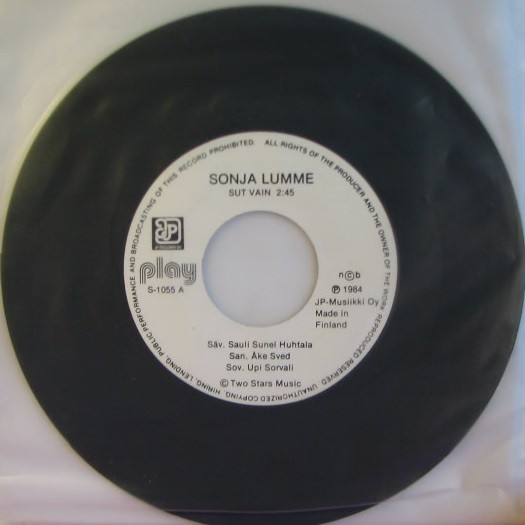 ALL RIGHTS OF THE PRODUCER AND THE OWNER OF THE WORK REPRODUCED RESERVED. UNAUTHORIZED COPYING, HIRING, LENDING, PUBLIC PERFORMANCE AND BROADCASTING OF THIS RECORD PROHIBITED.
SONJA LUMME
SUT VAIN 2:45
JP
play
S-1055 A
n©b
℗ 1984
JP-Musiikki Oy
Made in
Finland
Säv. Sauli Sunel Huhtala
San. Åke Sved
Sov. Upi Sorvali
© Two Stars Music